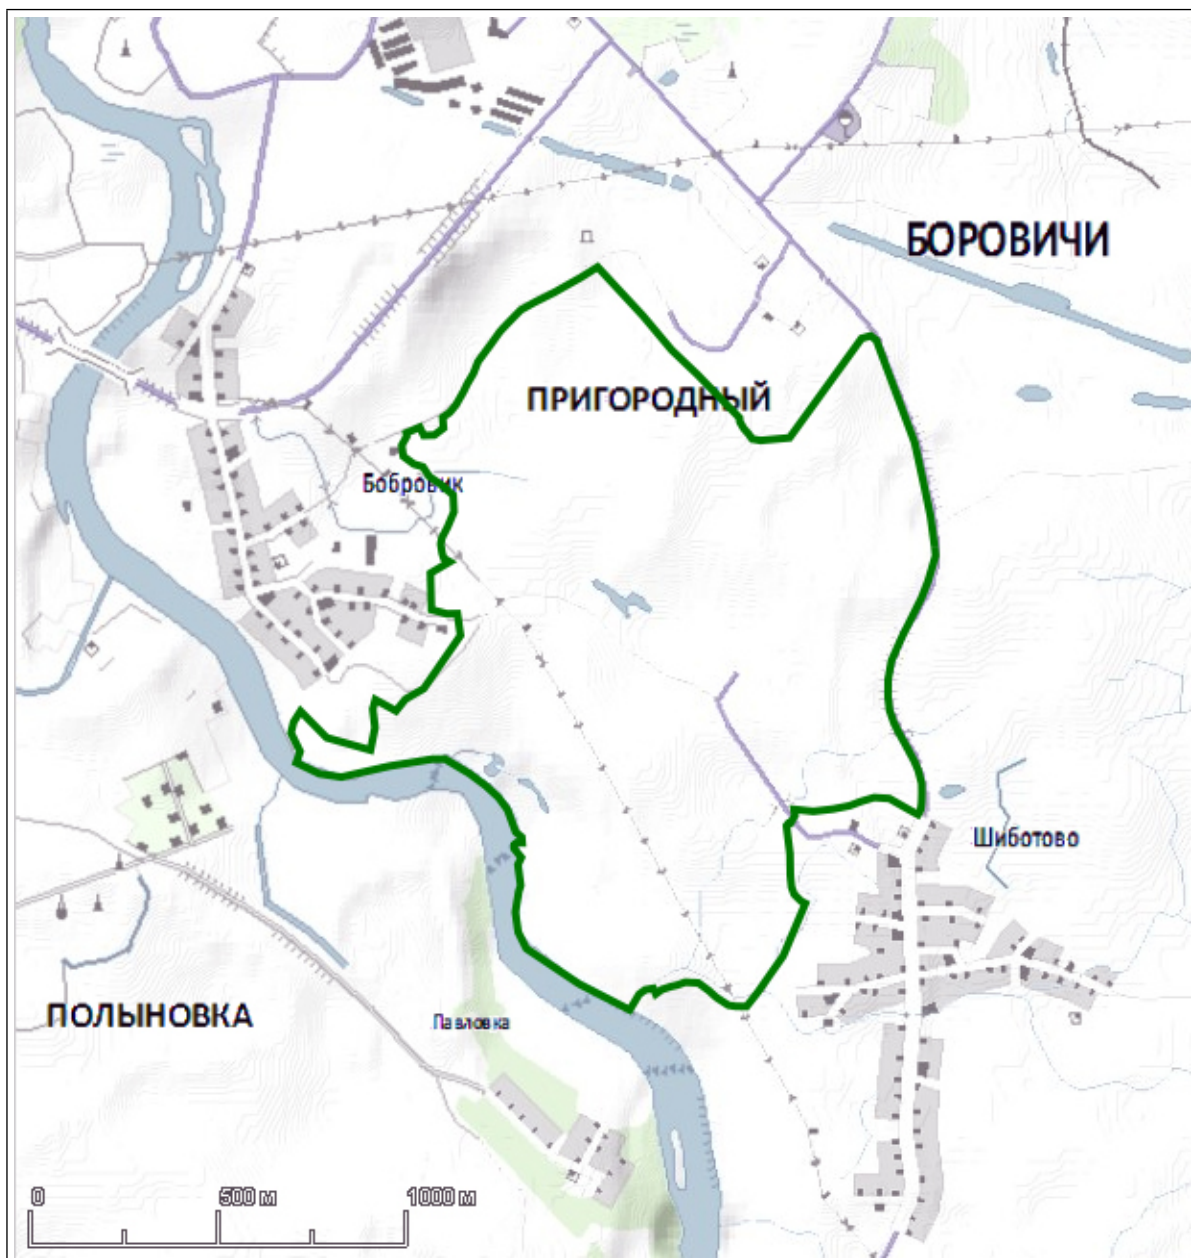 БОРОВИЧИ
ПРИГОРОДНЫЙ
Бобровик
Шиботово
ПОЛЫНОВКА
Павловка
0 500 м 1000 м